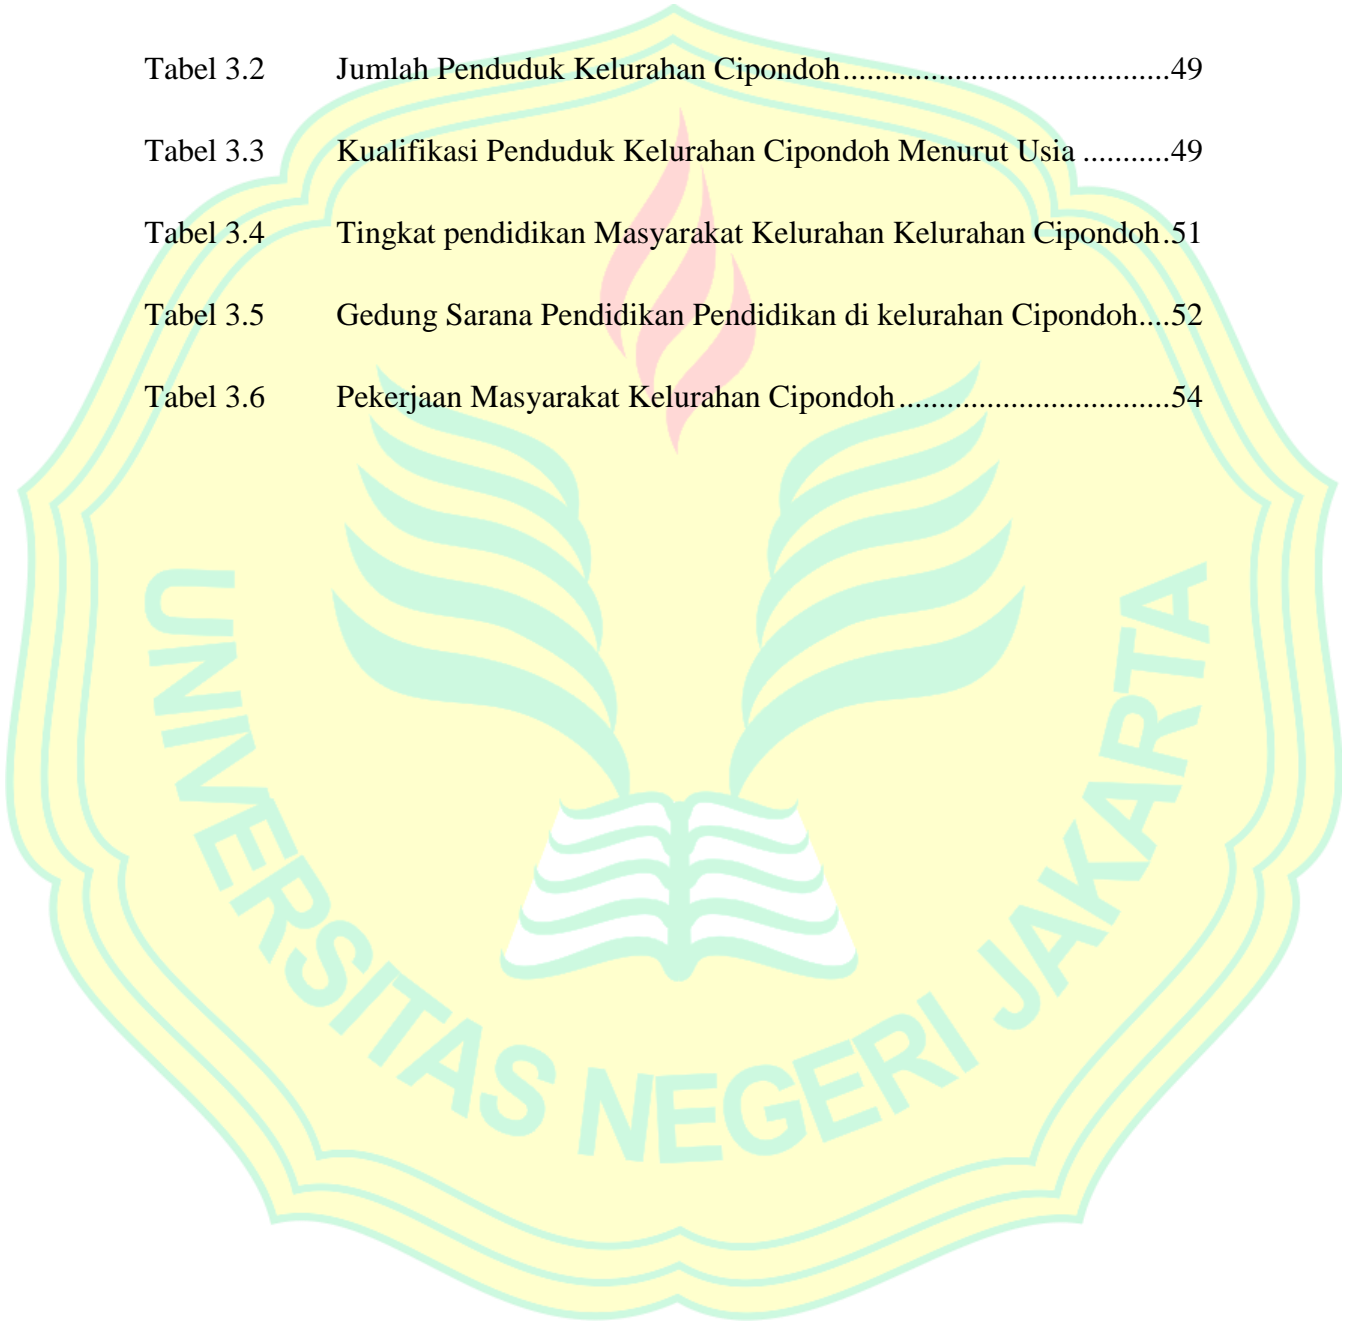 Tabel 3.2 Jumlah Penduduk Kelurahan Cipondoh........................................49
Tabel 3.3 Kualifikasi Penduduk Kelurahan Cipondoh Menurut Usia ...........49
Tabel 3.4 Tingkat pendidikan Masyarakat Kelurahan Kelurahan Cipondoh.51
Tabel 3.5 Gedung Sarana Pendidikan Pendidikan di kelurahan Cipondoh....52
Tabel 3.6 Pekerjaan Masyarakat Kelurahan Cipondoh.................................54
UNIVERSITAS NEGERI JAKARTA